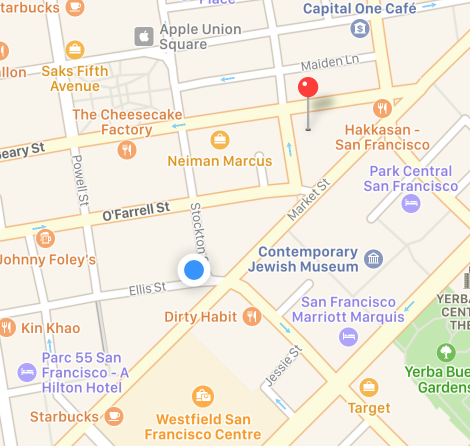 Place
Starbucks
Capital One Café
Apple Union
Square
Maiden Ln
allon
Saks Fifth
Avenue
The Cheesecake
Factory
Hakkasan -
San Francisco
Geary St
Neiman Marcus
Powell St
Park Central
San Francisco
Market St
O'Farrell St
Stockton S
Johnny Foley's
Contemporary
Jewish Museum
Ellis St
San Francisco
Marriott Marquis
YERBA
CENT
THE
Dirty Habit
Kin Khao
Jessie St
Parc 55 San
Francisco - A
Hilton Hotel
Yerba Bue
Gardens
Target
Starbucks
Westfield San
Francisco Centre